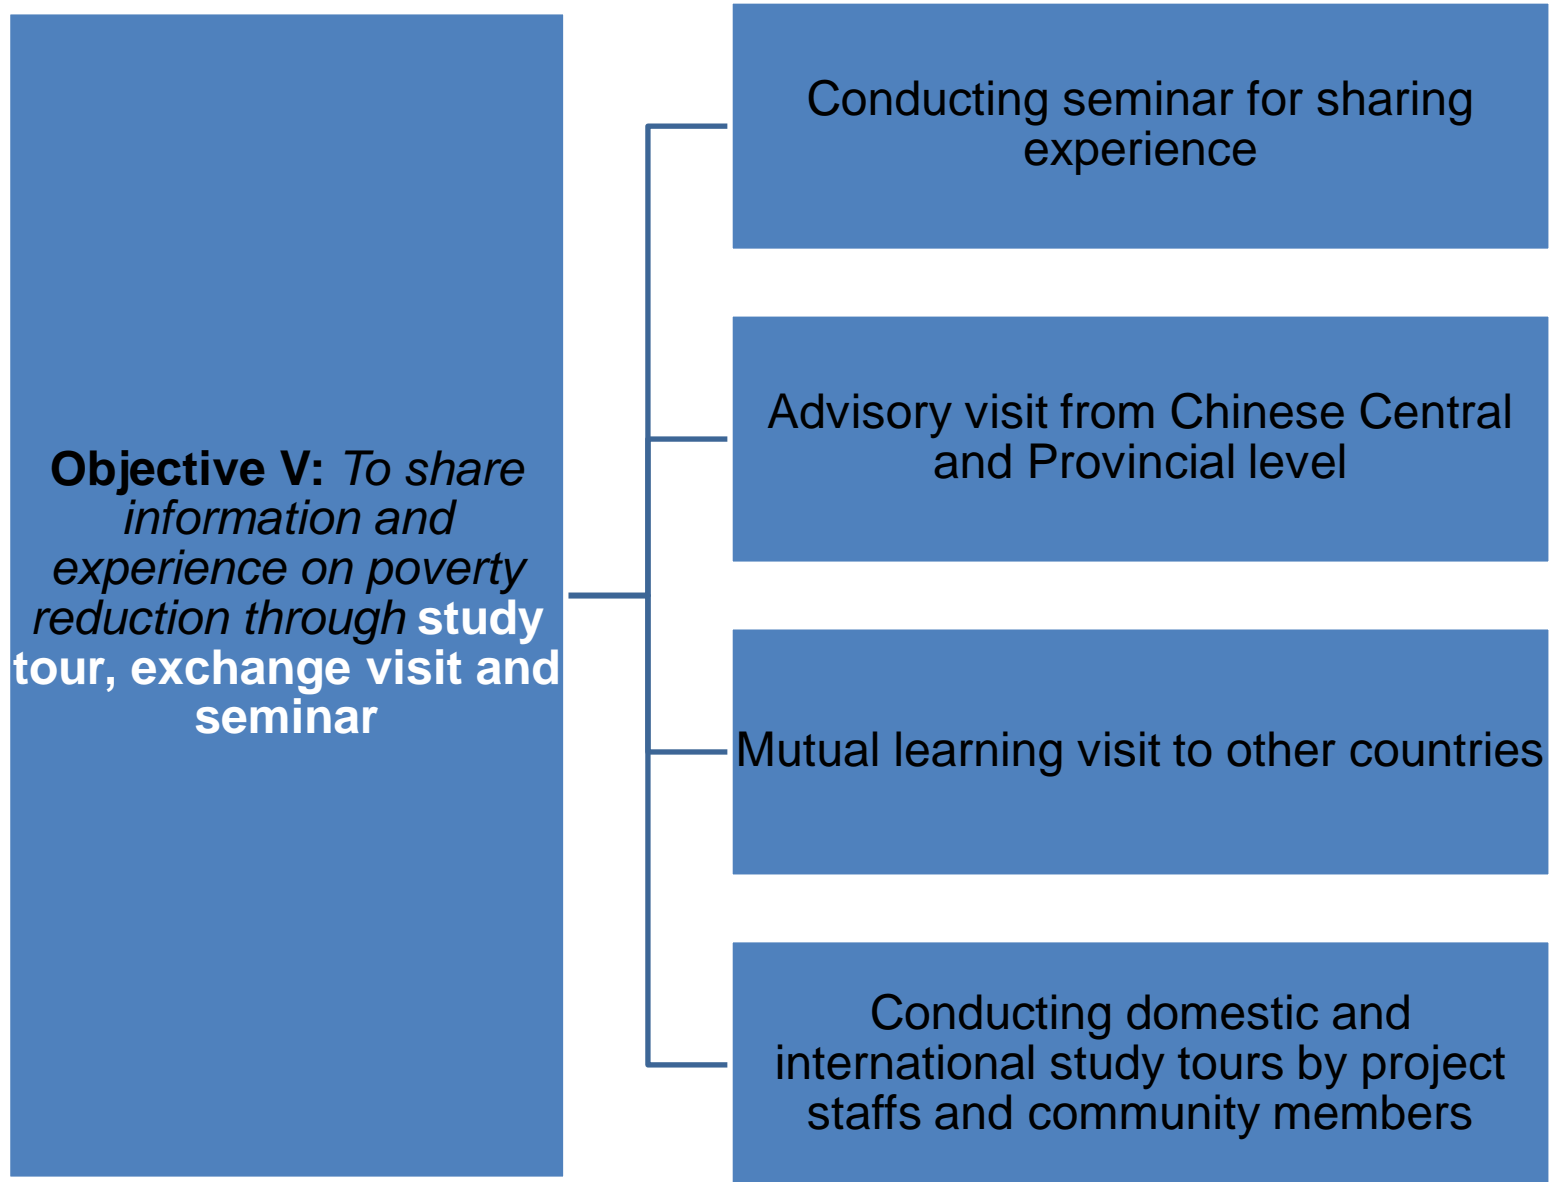 Objective V: To share
information and
experience on poverty
reduction through study
tour, exchange visit and
seminar
Conducting seminar for sharing
experience
Advisory visit from Chinese Central
and Provincial level
Mutual learning visit to other countries
Conducting domestic and
international study tours by project
staffs and community members